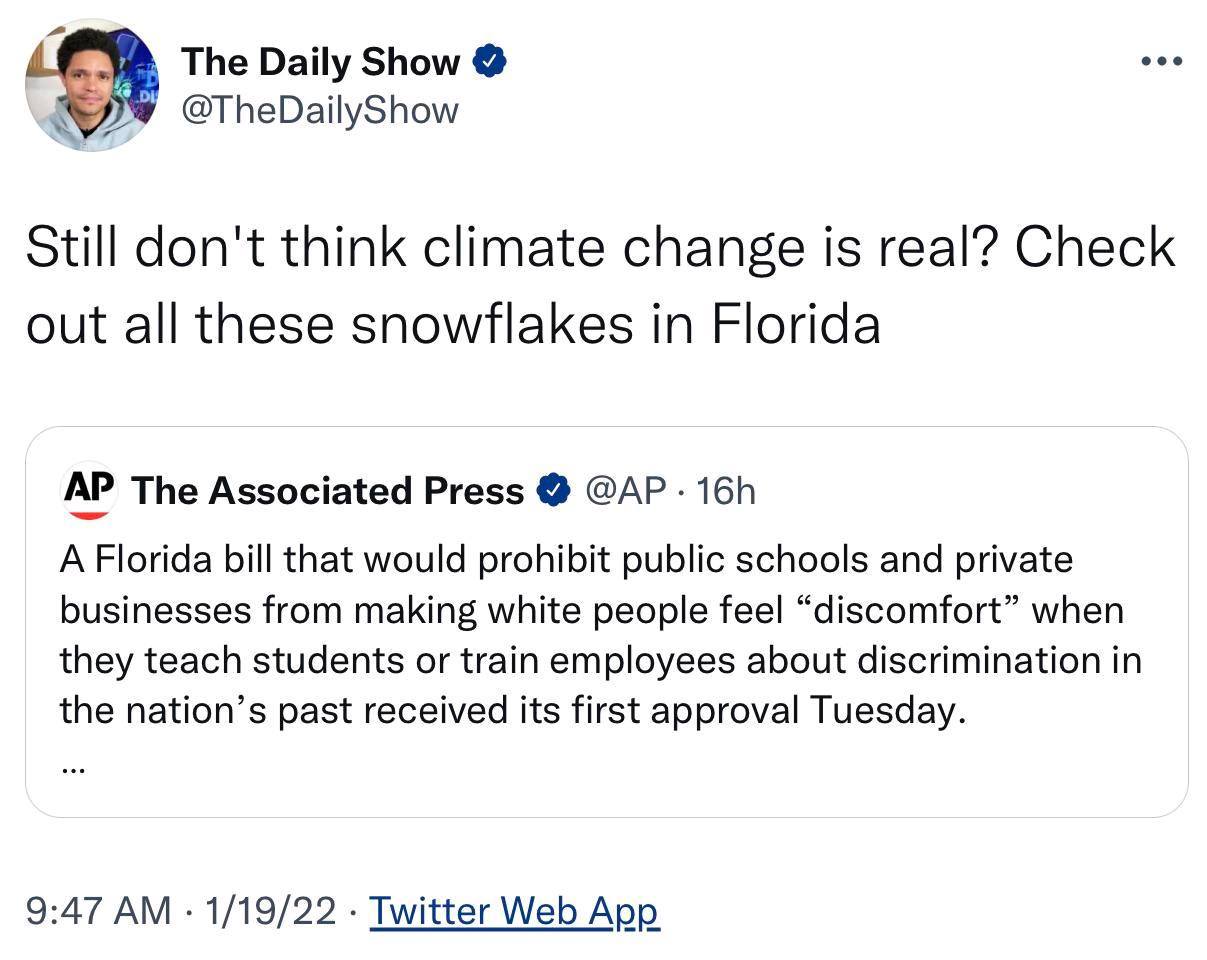 The Daily Show
@TheDailyShow
Still don't think climate change is real? Check
out all these snowflakes in Florida
AP The Associated Press @AP · 16h
A Florida bill that would prohibit public schools and private
businesses from making white people feel “discomfort” when
they teach students or train employees about discrimination in
the nation’s past received its first approval Tuesday.
...
9:47 AM · 1/19/22 · Twitter Web App